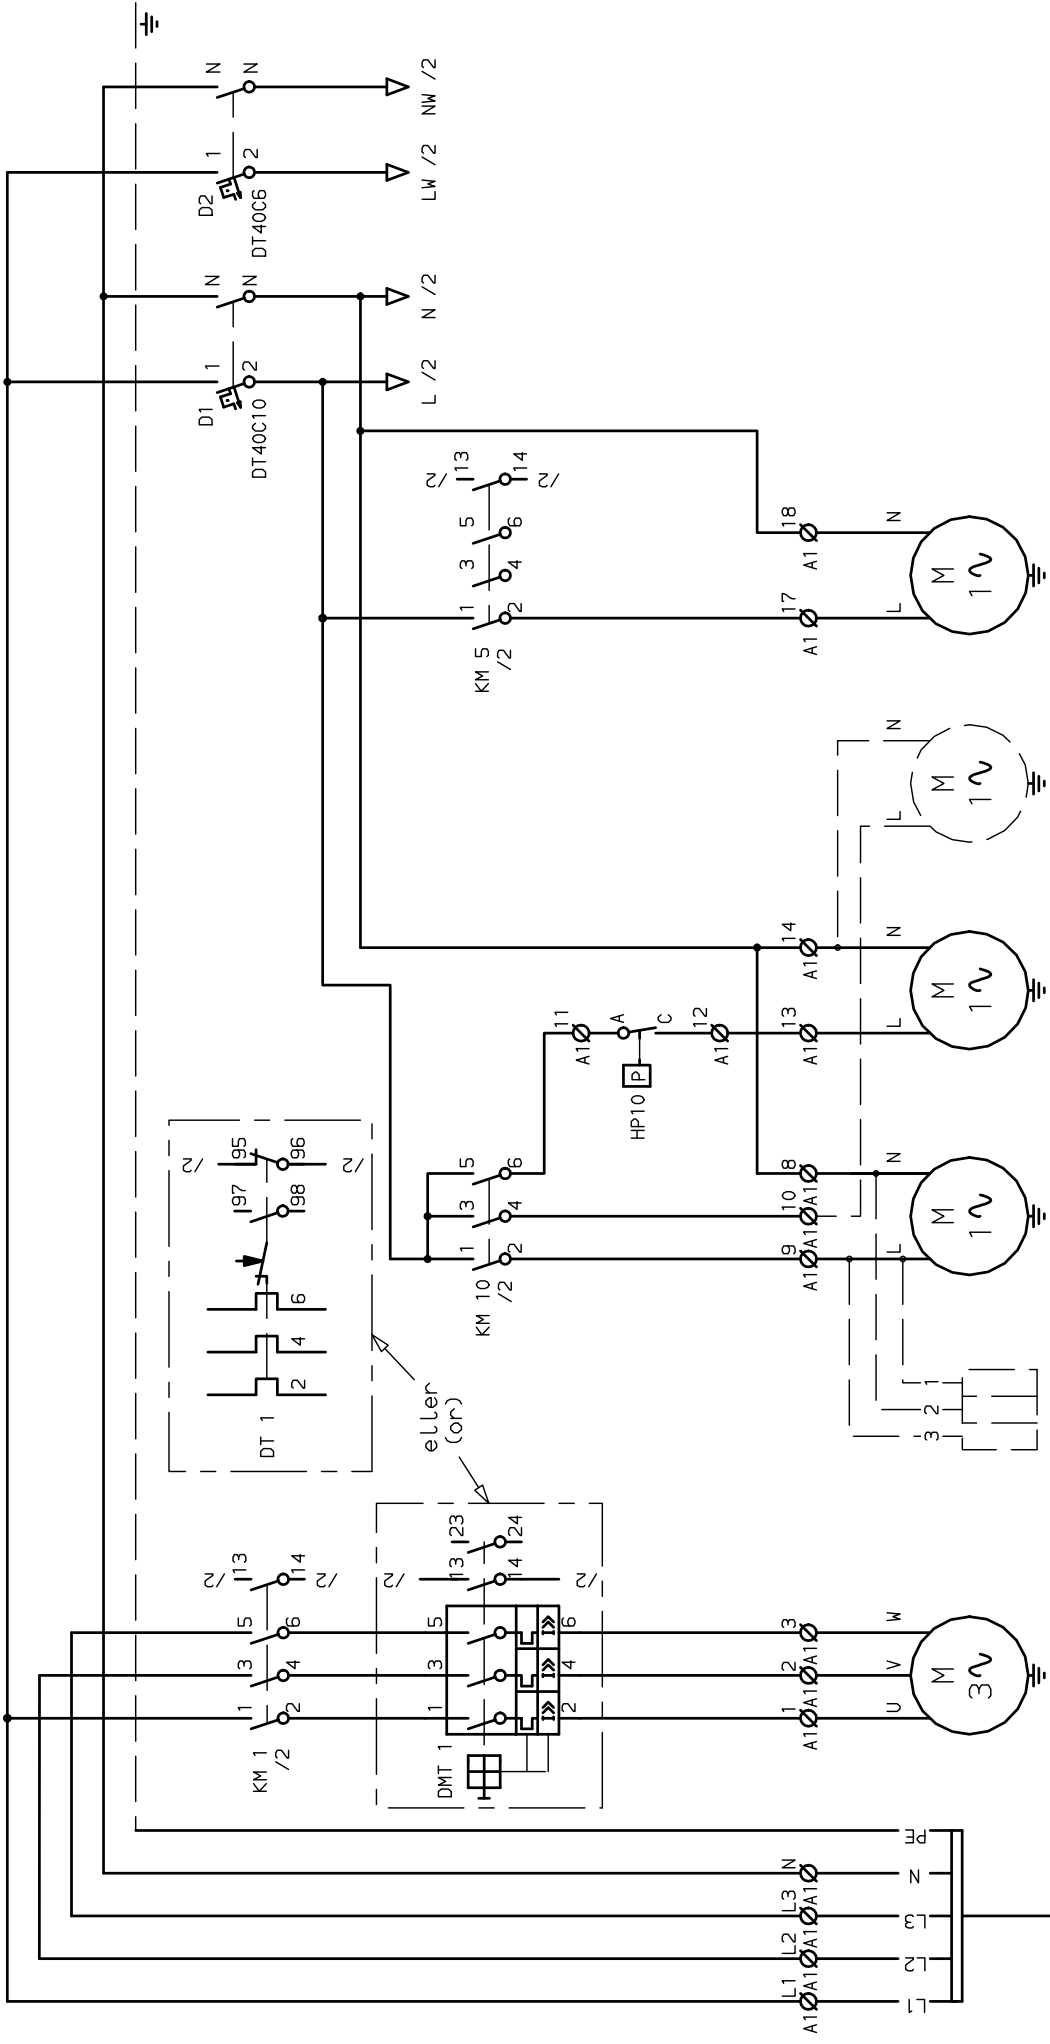 N
N
NW /2
D2
1
2
DT40C6
LW /2
N
N
N /2
D1
1
2
DT40C10
L /2
KM 5
/2
1
2
3
4
5
6
/2
13
14
/2
A1
17
A1
18
L
N
M
1
L
N
M
1
A1
11
A
C
HP10
P
A1
12
A1
13
A1
14
L
N
M
1
DT 1
2
4
6
97
98
/2
95
96
/2
KM 10
/2
1
2
3
4
5
6
A1
9
A1
10
A1
8
L
N
M
1
1
2
3
eller
(or)
KM 1
/2
1
2
3
4
5
6
/2
13
14
/2
DMT 1
1
2
3
4
5
6
/2
13
14
/2
23
24
A1
1
A1
2
A1
3
U
V
W
M
3
A1
L1
A1
L2
A1
L3
A1
N
L1
L2
L3
N
PE